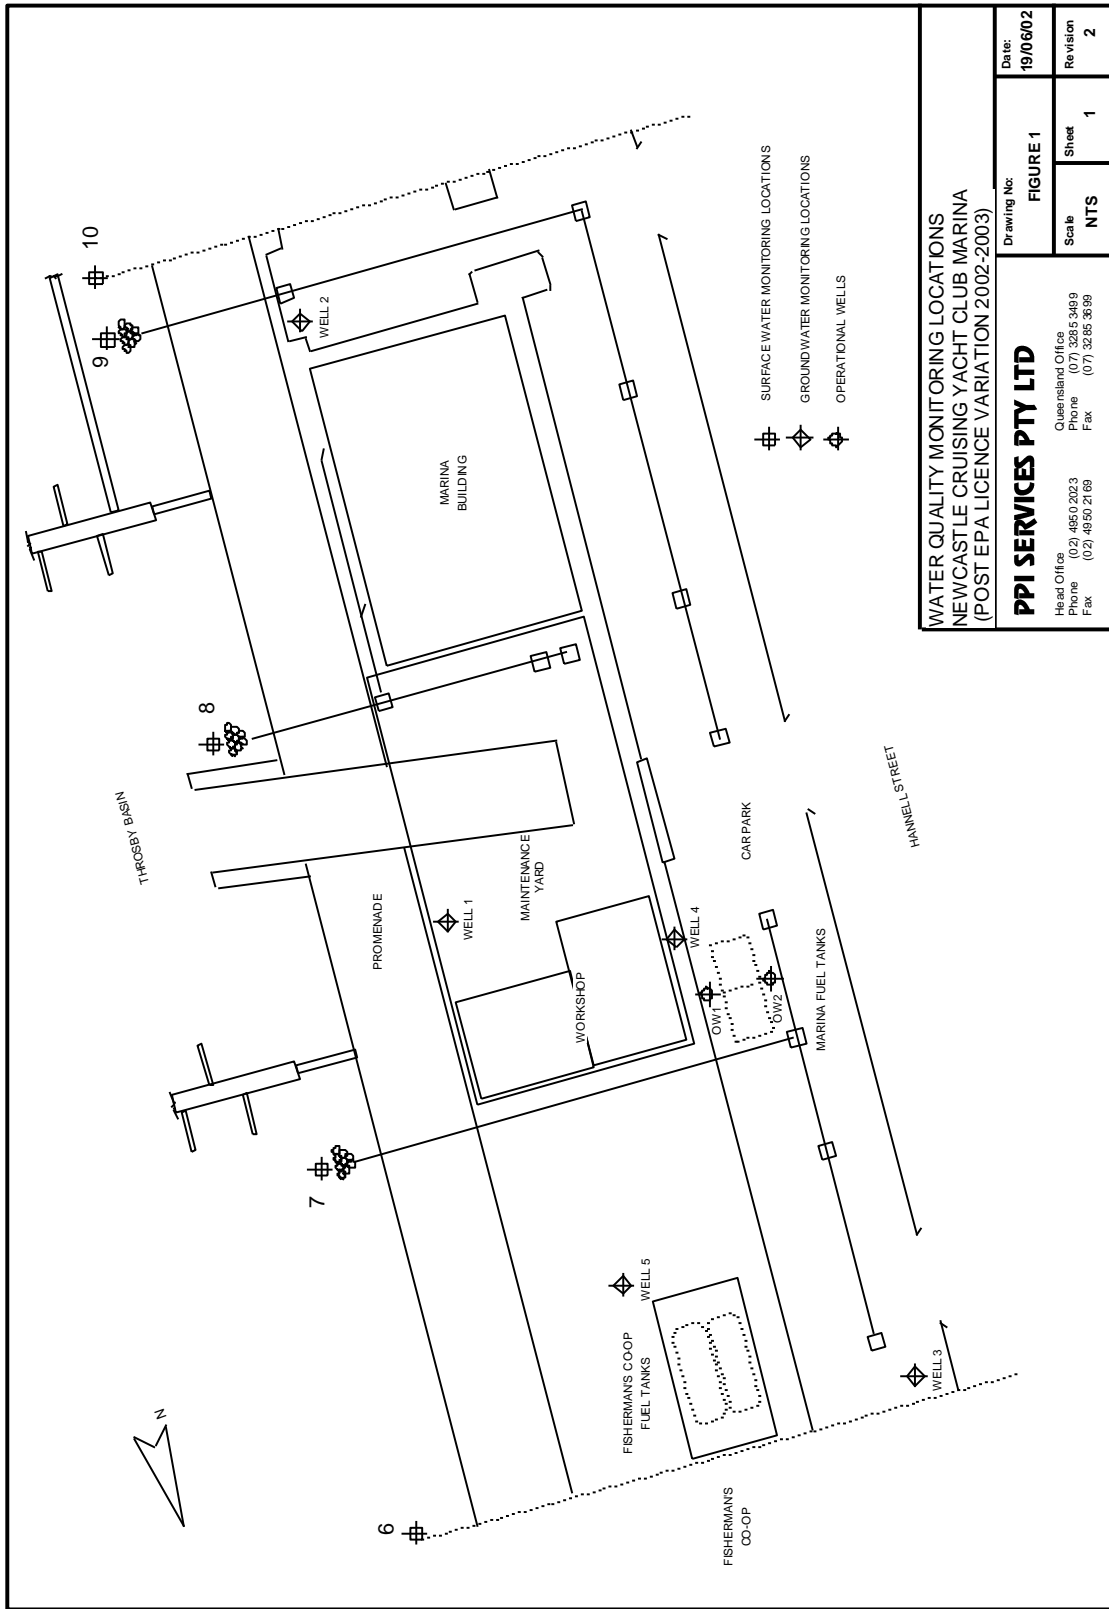 10
9
8
7
6
THROSBY BASIN
PROMENADE
WELL 1
WELL 2
MARINA
BUILDING
MAINTENANCE
YARD
WORKSHOP
WELL 4
OW1
OW2
CAR PARK
MARINA FUEL TANKS
HANNELL STREET
WELL 5
FISHERMAN'S CO-OP
FUEL TANKS
WELL 3
FISHERMAN'S
CO-OP
N
SURFACE WATER MONITORING LOCATIONS
GROUNDWATER MONITORING LOCATIONS
OPERATIONAL WELLS
WATER QUALITY MONITORING LOCATIONS
NEWCASTLE CRUISING YACHT CLUB MARINA
(POST EPA LICENCE VARIATION 2002-2003)
PPI SERVICES PTY LTD
Head Office
Phone (02) 4950 2023
Fax (02) 4950 2169
Queensland Office
Phone (07) 3285 3499
Fax (07) 3285 3699
Drawing No:
FIGURE 1
Date:
19/06/02
Scale
NTS
Sheet
1
Revision
2